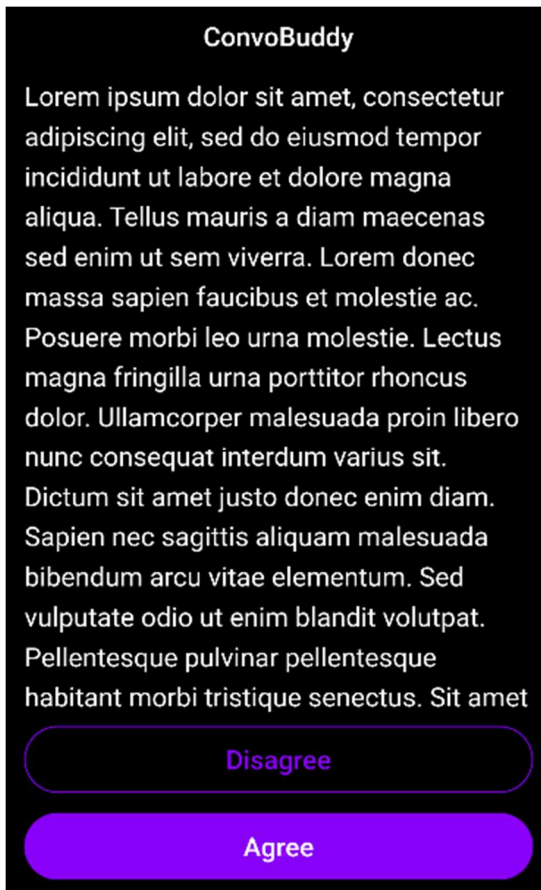 ConvoBuddy
Lorem ipsum dolor sit amet, consectetur
adipiscing elit, sed do eiusmod tempor
incididunt ut labore et dolore magna
aliqua. Tellus mauris a diam maecenas
sed enim ut sem viverra. Lorem donec
massa sapien faucibus et molestie ac.
Posuere morbi leo urna molestie. Lectus
magna fringilla urna porttitor rhoncus
dolor. Ullamcorper malesuada proin libero
nunc consequat interdum varius sit.
Dictum sit amet justo donec enim diam.
Sapien nec sagittis aliquam malesuada
bibendum arcu vitae elementum. Sed
vulputate odio ut enim blandit volutpat.
Pellentesque pulvinar pellentesque
habitant morbi tristique senectus. Sit amet
Disagree
Agree